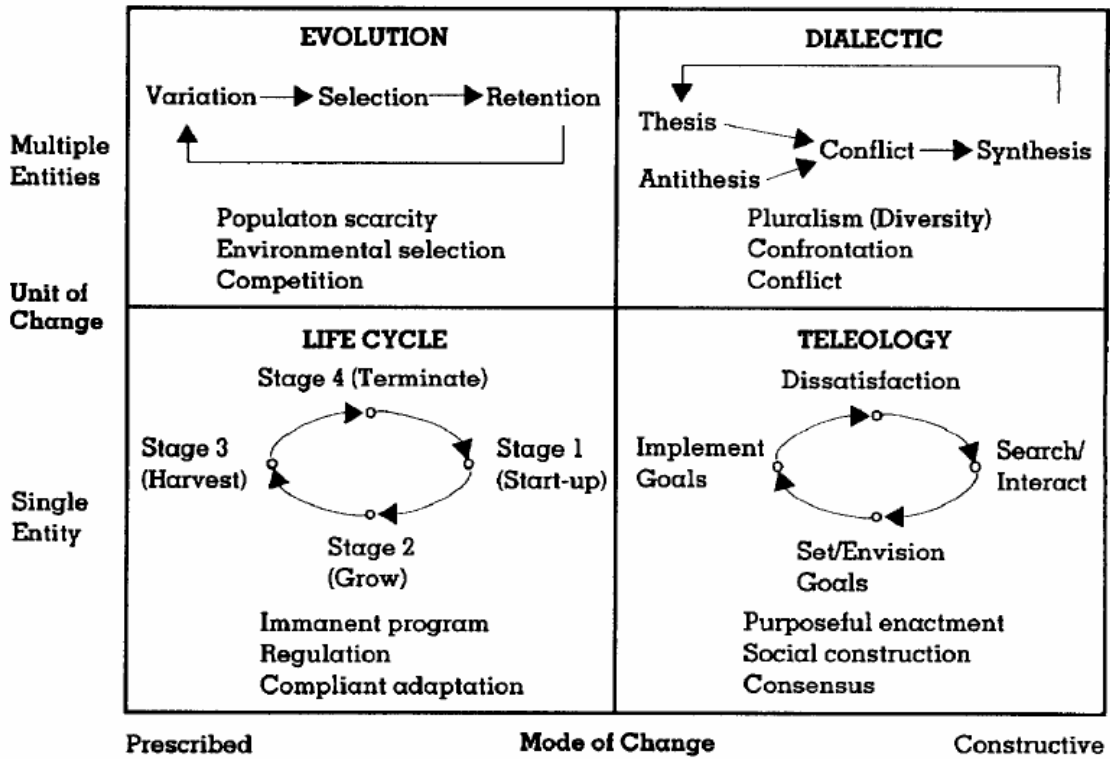 EVOLUTION
Variation
Selection
Retention
Populaton scarcity
Environmental selection
Competition
DIALECTIC
Thesis
Antithesis
Conflict
Synthesis
Pluralism (Diversity)
Confrontation
Conflict
Multiple
Entities
Unit of
Change
Single
Entity
LIFE CYCLE
Stage 4 (Terminate)
Stage 3
(Harvest)
Stage 1
(Start-up)
Stage 2
(Grow)
Immanent program
Regulation
Compliant adaptation
TELEOLOGY
Dissatisfaction
Implement
Goals
Search/
Interact
Set/Envision
Goals
Purposeful enactment
Social construction
Consensus
Prescribed
Mode of Change
Constructive